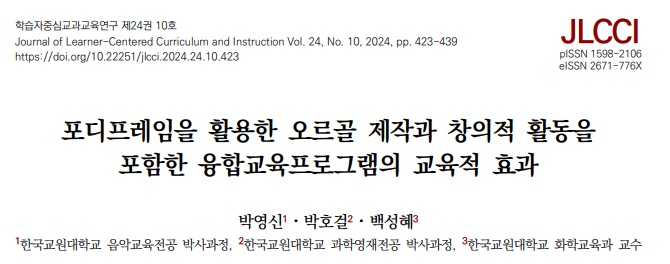 학습자중심교과교육연구 제24권 10호
JLCCI
Journal of Learner-Centered Curriculum and Instruction Vol. 24, No. 10, 2024, pp. 423-439
pISSN 1598-2106
https://doi.org/10.22251/jlcci.2024.24.10.423
eISSN 2671-776X
포디프레임을 활용한 오르골 제작과 창의적 활동을
포함한 융합교육프로그램의 교육적 효과
박영신1・박호걸2・백성혜3
1한국교원대학교 음악교육전공 박사과정, 2한국교원대학교 과학영재전공 박사과정, 3한국교원대학교 화학교육과 교수